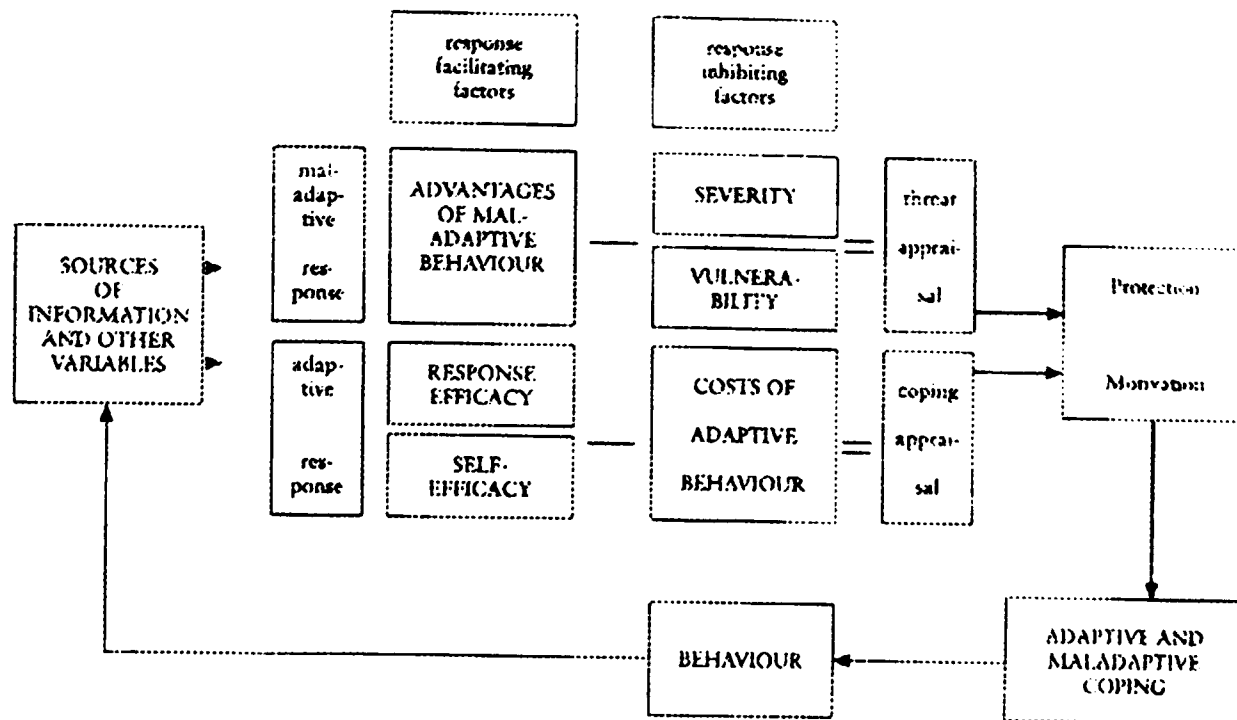 response
facilitating
factors
response
inhibiting
factors
SOURCES
OF
INFORMATION
AND OTHER
VARIABLES
mal-
adap-
tive
res-
ponse
ADVANTAGES
OF MAL-
ADAPTIVE
BEHAVIOUR
SEVERITY
VULNERA-
BILITY
threat
apprai-
sal
adap-
tive
res-
ponse
RESPONSE
EFFICACY
SELF-
EFFICACY
COSTS OF
ADAPTIVE
BEHAVIOUR
coping
apprai-
sal
Protection
Motivation
BEHAVIOUR
ADAPTIVE AND
MALADAPTIVE
COPING